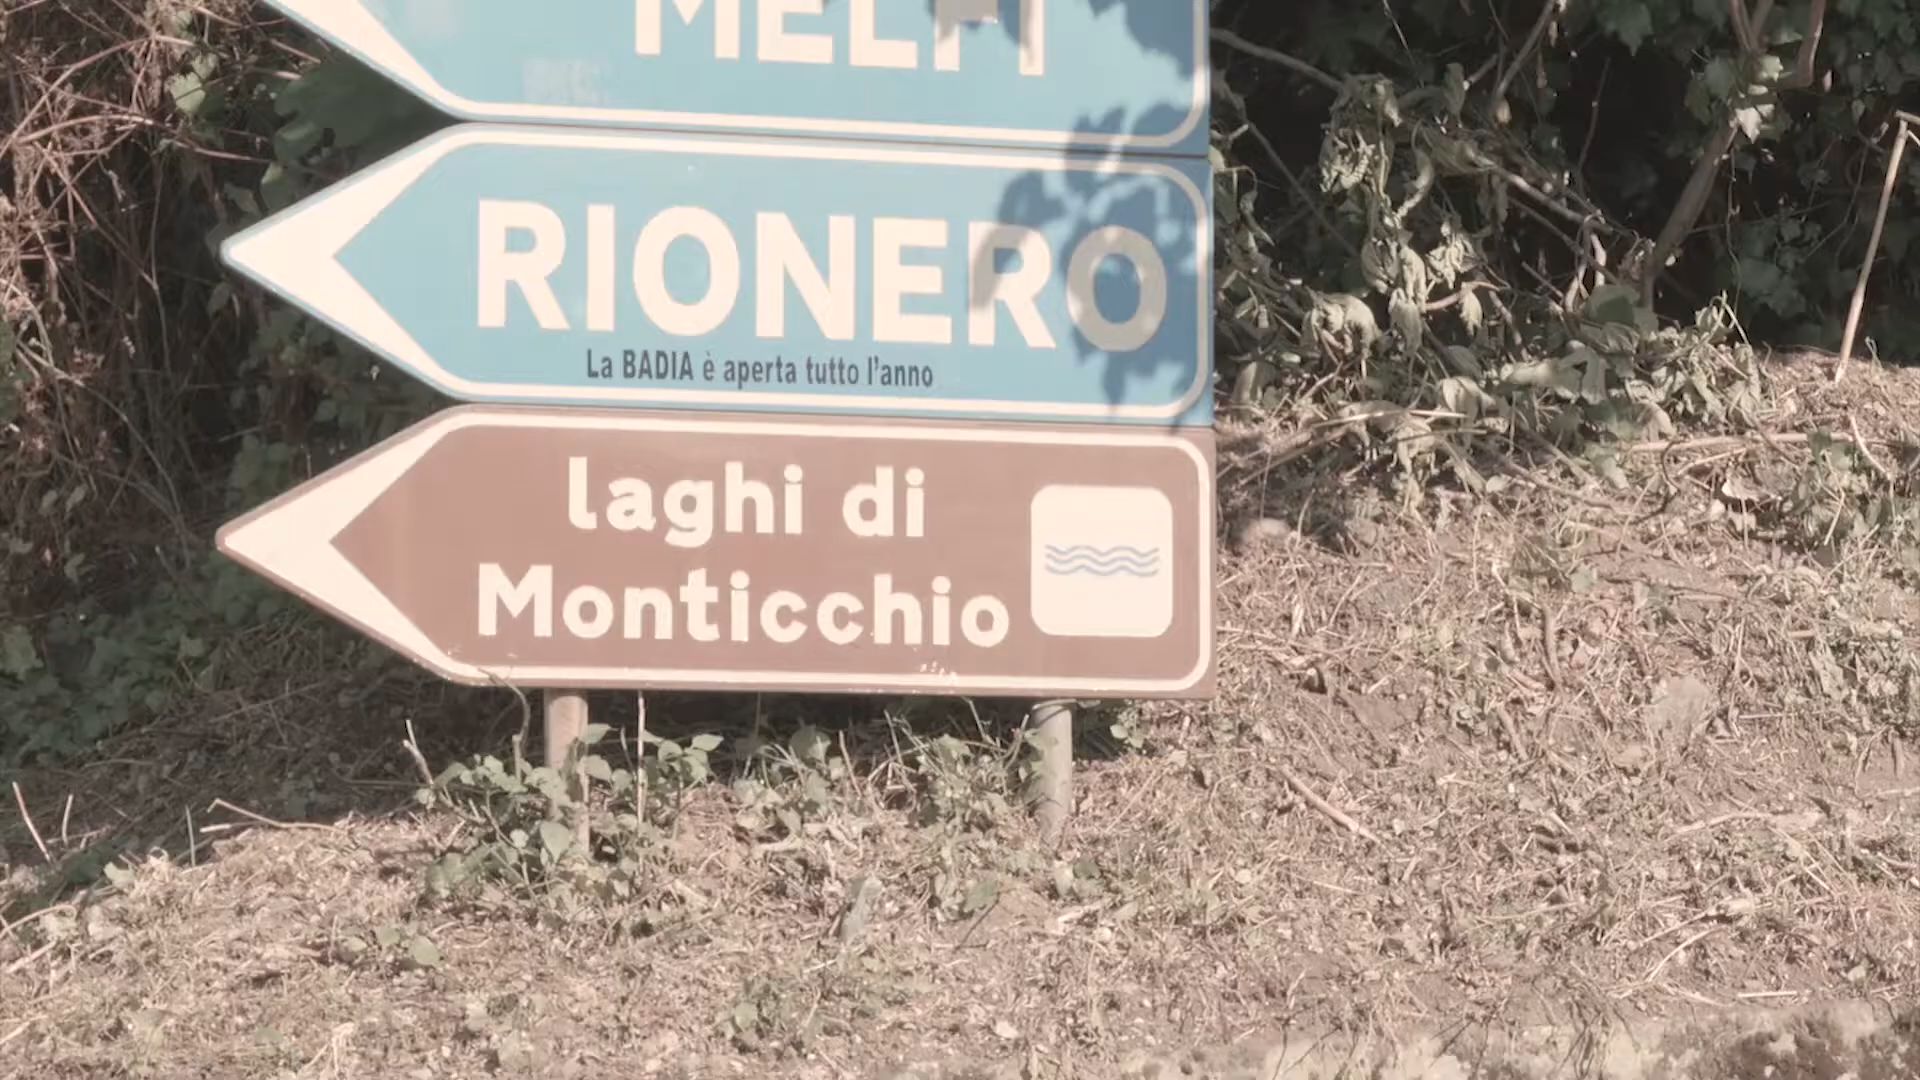 MELFI
RIONERO
La BADIA è aperta tutto l'anno
laghi di
Monticchio